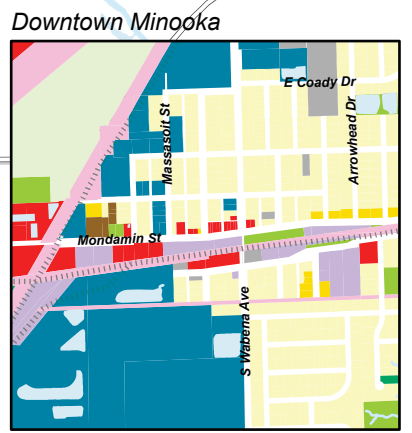 Downtown Minooka
E Coady Dr
Massasoit St
Arrowhead Dr
Mondamin St
S Wabena Ave